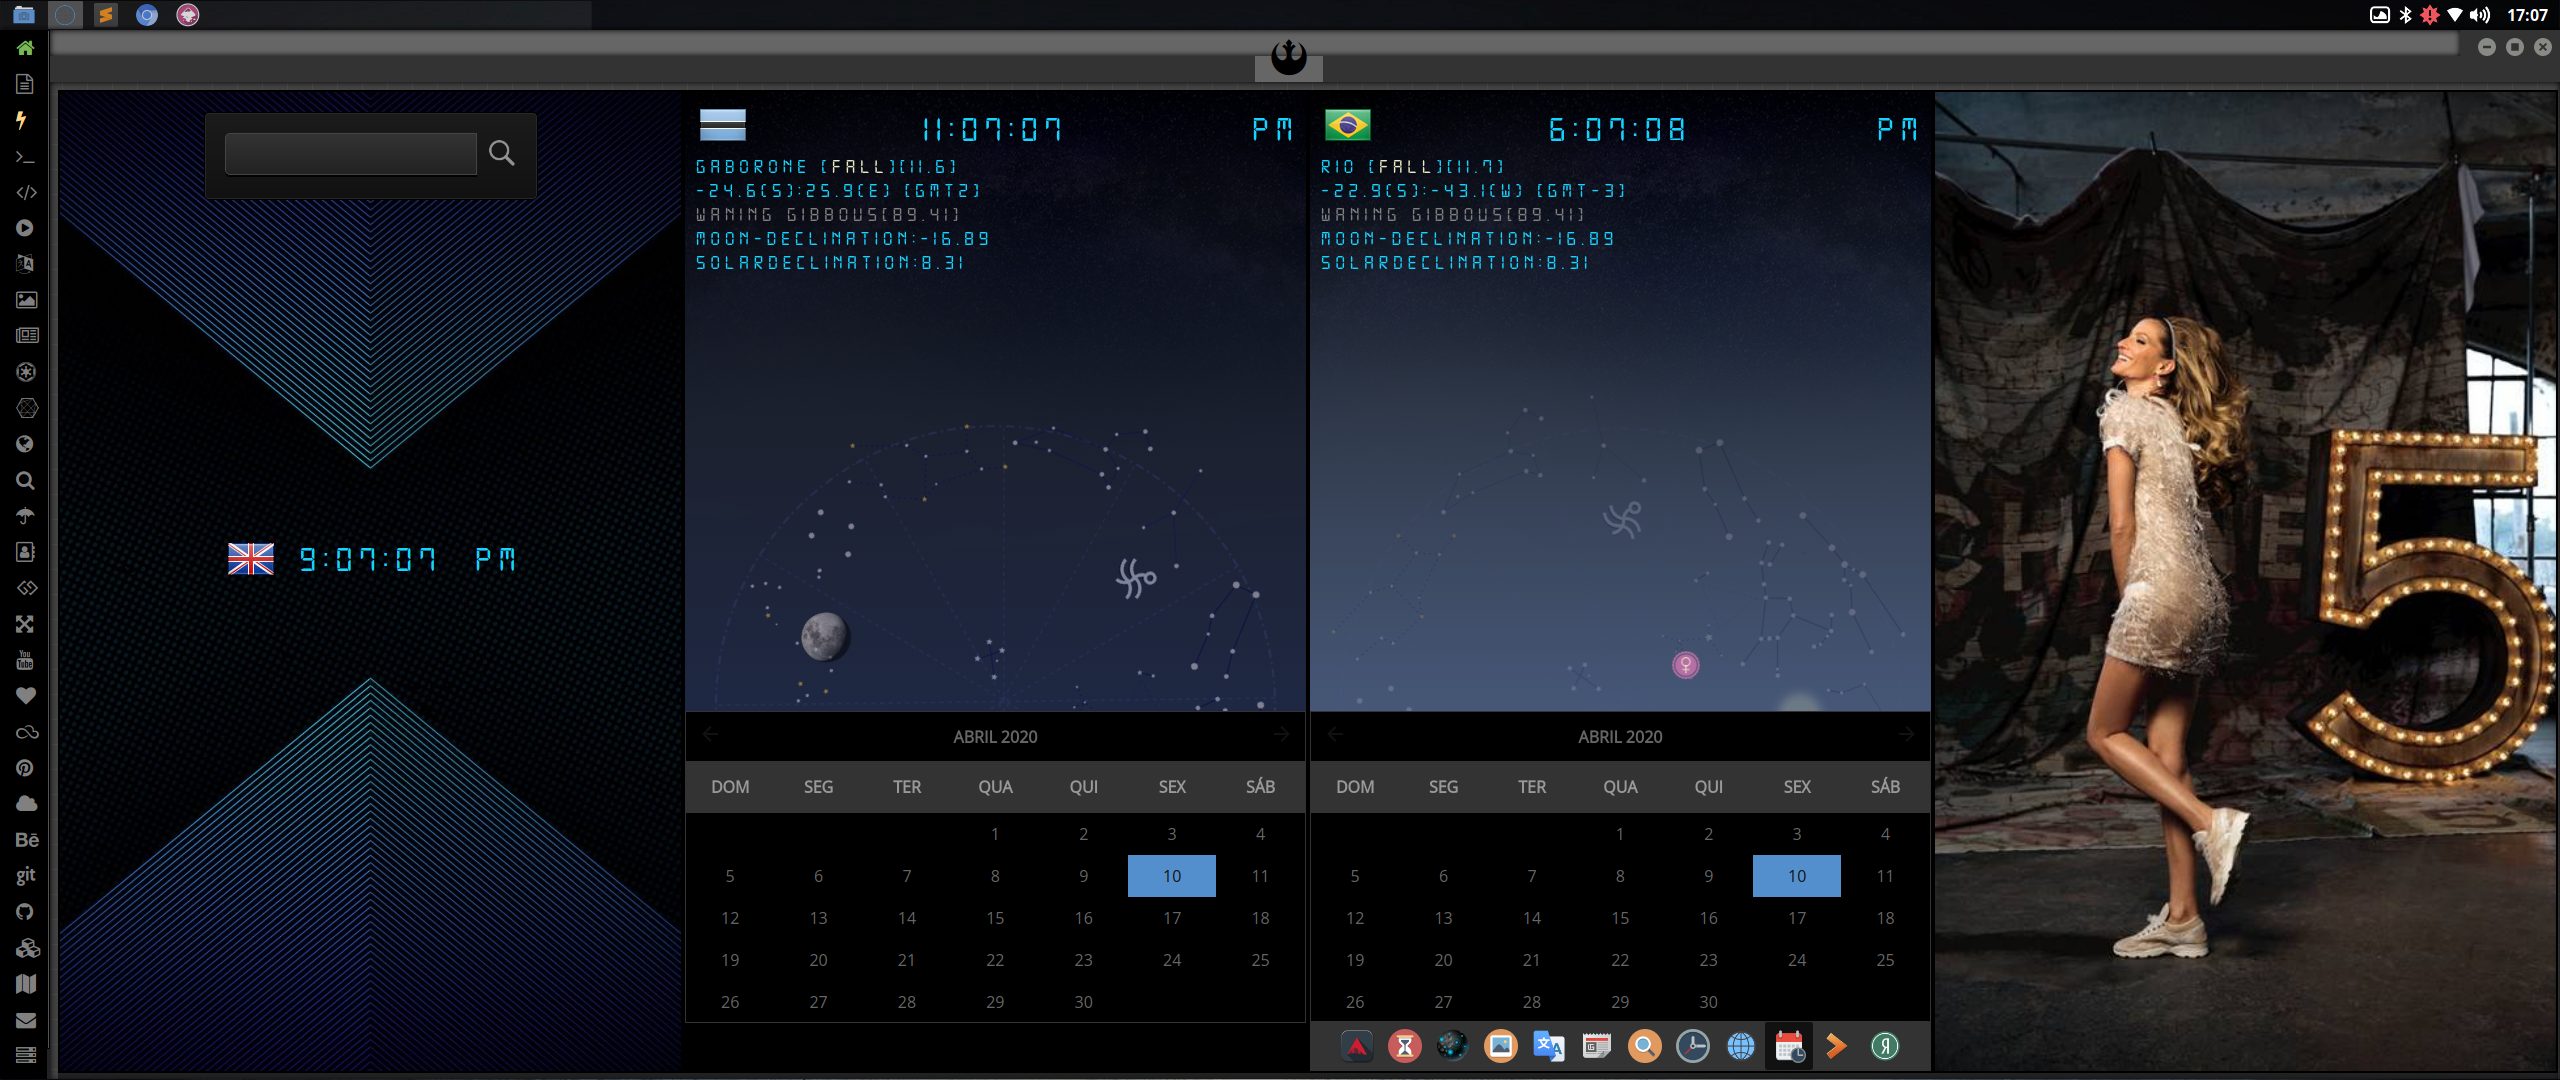 17:07
You
Tube
Bē
git
9:07:07 PM
11:07:07 PM
GABORONE [FALL][11.6]
-24.6(S):25.9(E) [GMT2]
WANING GIBBOUS[89.41]
MOON-DECLINATION:-16.89
SOLARDECLINATION:8.31
ABRIL 2020
DOM SEG TER QUA QUI SEX SÁB
1 2 3 4
5 6 7 8 9 10 11
12 13 14 15 16 17 18
19 20 21 22 23 24 25
26 27 28 29 30
6:07:08 PM
RIO [FALL][11.7]
-22.9(S):-43.1(W) [GMT-3]
WANING GIBBOUS[89.41]
MOON-DECLINATION:-16.89
SOLARDECLINATION:8.31
ABRIL 2020
DOM SEG TER QUA QUI SEX SÁB
1 2 3 4
5 6 7 8 9 10 11
12 13 14 15 16 17 18
19 20 21 22 23 24 25
26 27 28 29 30
5